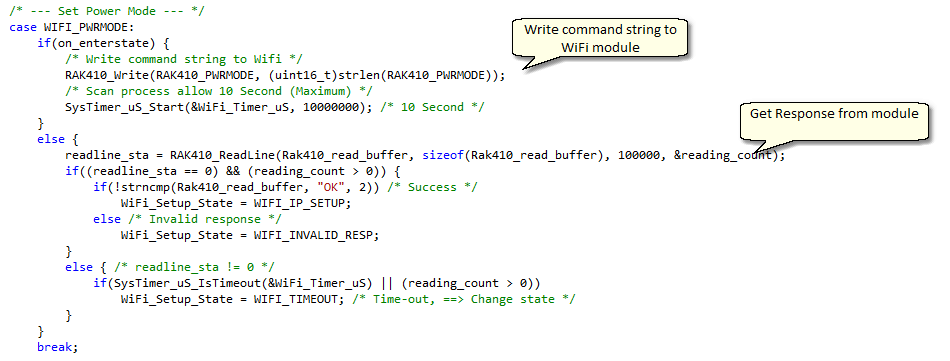 /* --- Set Power Mode --- */
case WIFI_PWRMODE:
if(on_enterstate) {
/* Write command string to Wifi */
RAK410_Write(RAK410_PWRMODE, (uint16_t)strlen(RAK410_PWRMODE));
/* Scan process allow 10 Second (Maximum) */
SysTimer_uS_Start(&WiFi_Timer_uS, 10000000); /* 10 Second */
}
else {
readline_sta = RAK410_ReadLine(Rak410_read_buffer, sizeof(Rak410_read_buffer), 100000, &reading_count);
if((readline_sta == 0) && (reading_count > 0)) {
if(!strncmp(Rak410_read_buffer, "OK", 2)) /* Success */
WiFi_Setup_State = WIFI_IP_SETUP;
else /* Invalid response */
WiFi_Setup_State = WIFI_INVALID_RESP;
}
else { /* readline_sta != 0 */
if(SysTimer_uS_IsTimeout(&WiFi_Timer_uS) || (reading_count > 0))
WiFi_Setup_State = WIFI_TIMEOUT; /* Time-out, ==> Change state */
}
}
break;
Write command string to
WiFi module
Get Response from module